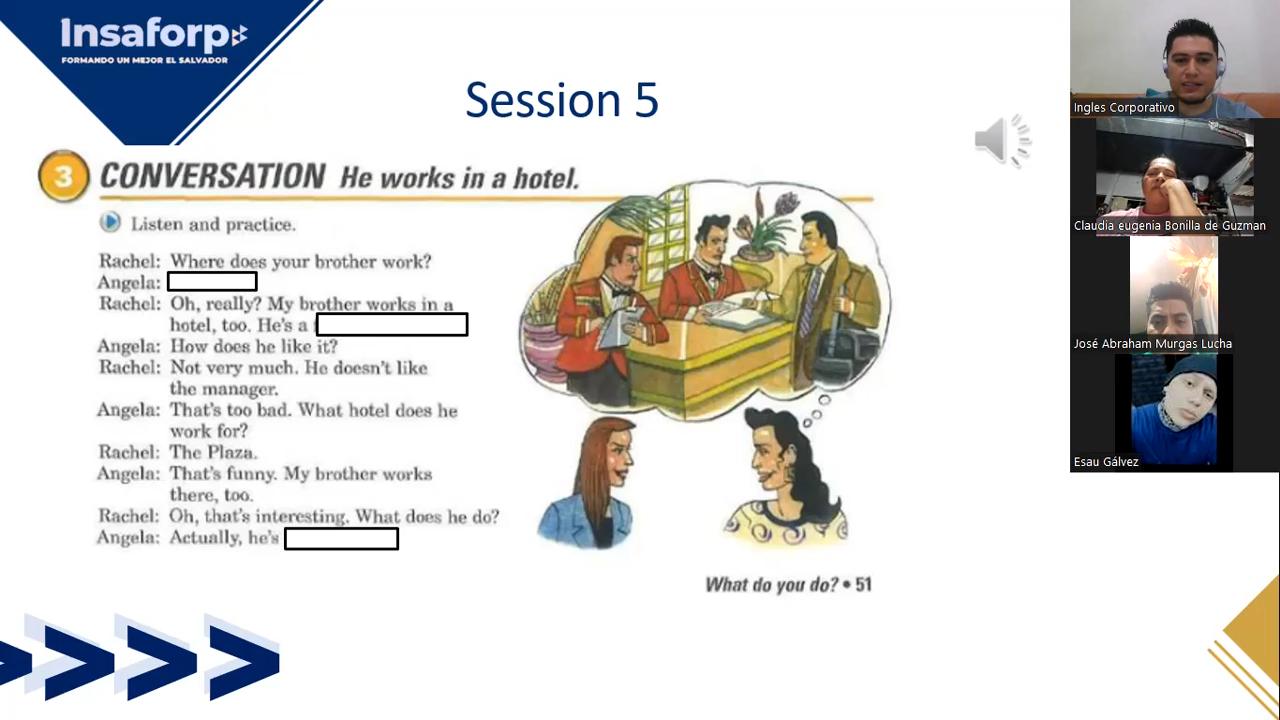 Insaforp
FORMANDO UN MEJOR EL SALVADOR
Session 5
3 CONVERSATION He works in a hotel.
Listen and practice.
Rachel: Where does your brother work?
Angela:
Rachel: Oh, really? My brother works in a
hotel, too. He's a
Angela: How does he like it?
Rachel: Not very much. He doesn't like
the manager.
Angela: That's too bad. What hotel does he
work for?
Rachel: The Plaza.
Angela: That's funny. My brother works
there, too.
Rachel: Oh, that's interesting. What does he do?
Angela: Actually, he's
What do you do? • 51
Ingles Corporativo
Claudia eugenia Bonilla de Guzman
José Abraham Murgas Lucha
Esau Gálvez